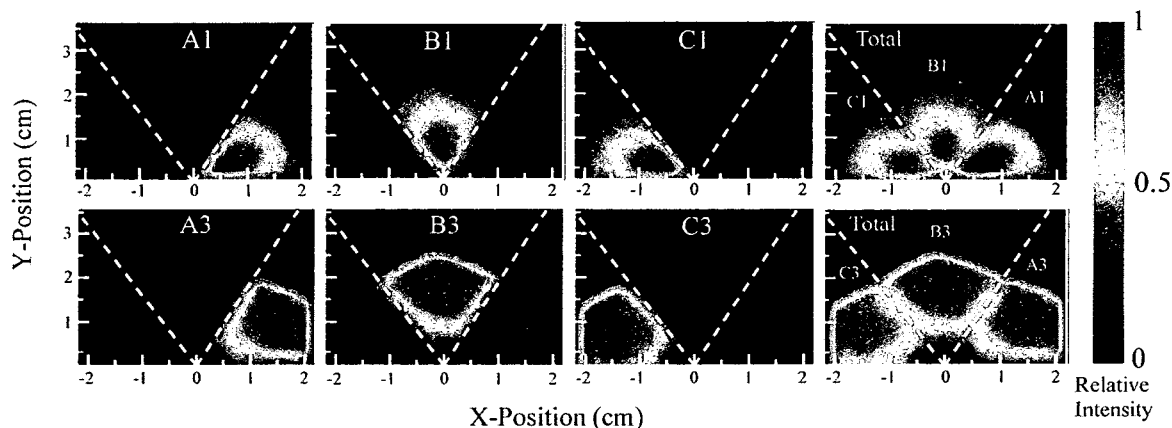 A1 B1 C1 Total B1 C1 A1
3 2 1
-2 -1 0 1 2 -2 -1 0 1 2 -2 -1 0 1 2 -2 -1 0 1 2
A3 B3 C3 Total B3 C3 A3
3 2 1
-2 -1 0 1 2 -2 -1 0 1 2 -2 -1 0 1 2 -2 -1 0 1 2
Y-Position (cm)
X-Position (cm)
1
0.5
0
Relative
Intensity